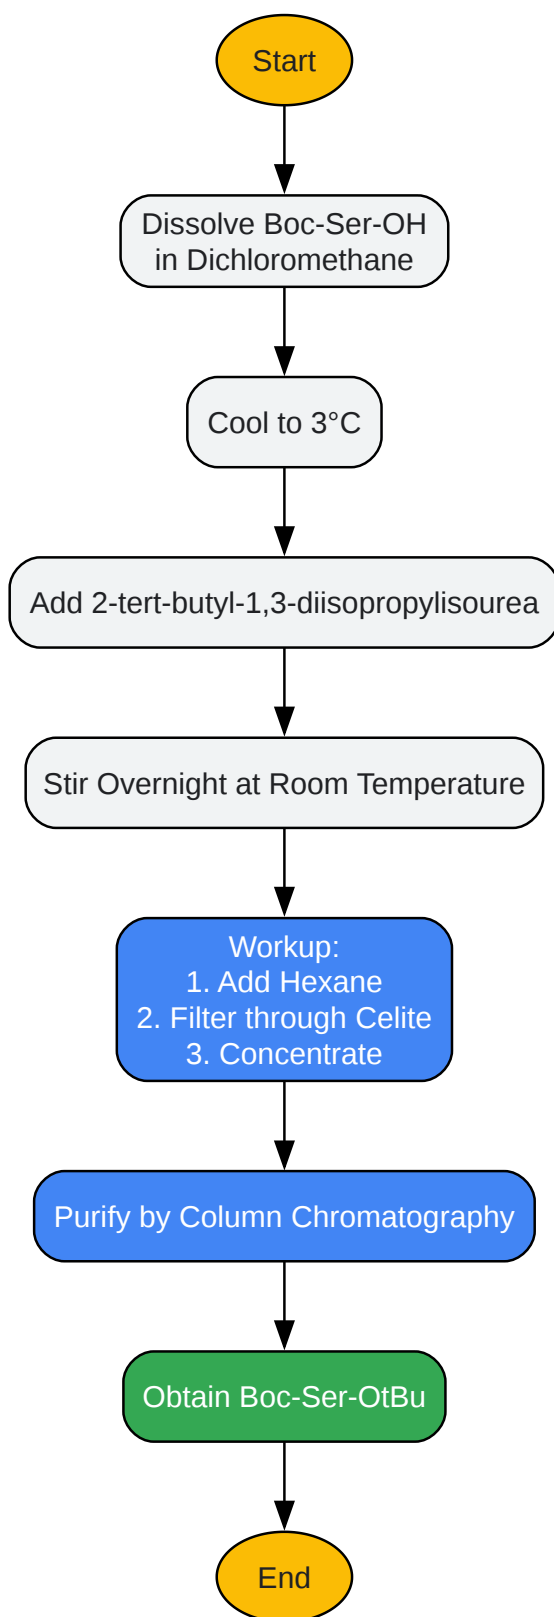 Start
Dissolve Boc-Ser-OH
in Dichloromethane
Cool to 3°C
Add 2-tert-butyl-1,3-diisopropylisourea
Stir Overnight at Room Temperature
Workup:
1. Add Hexane
2. Filter through Celite
3. Concentrate
Purify by Column Chromatography
Obtain Boc-Ser-OtBu
End